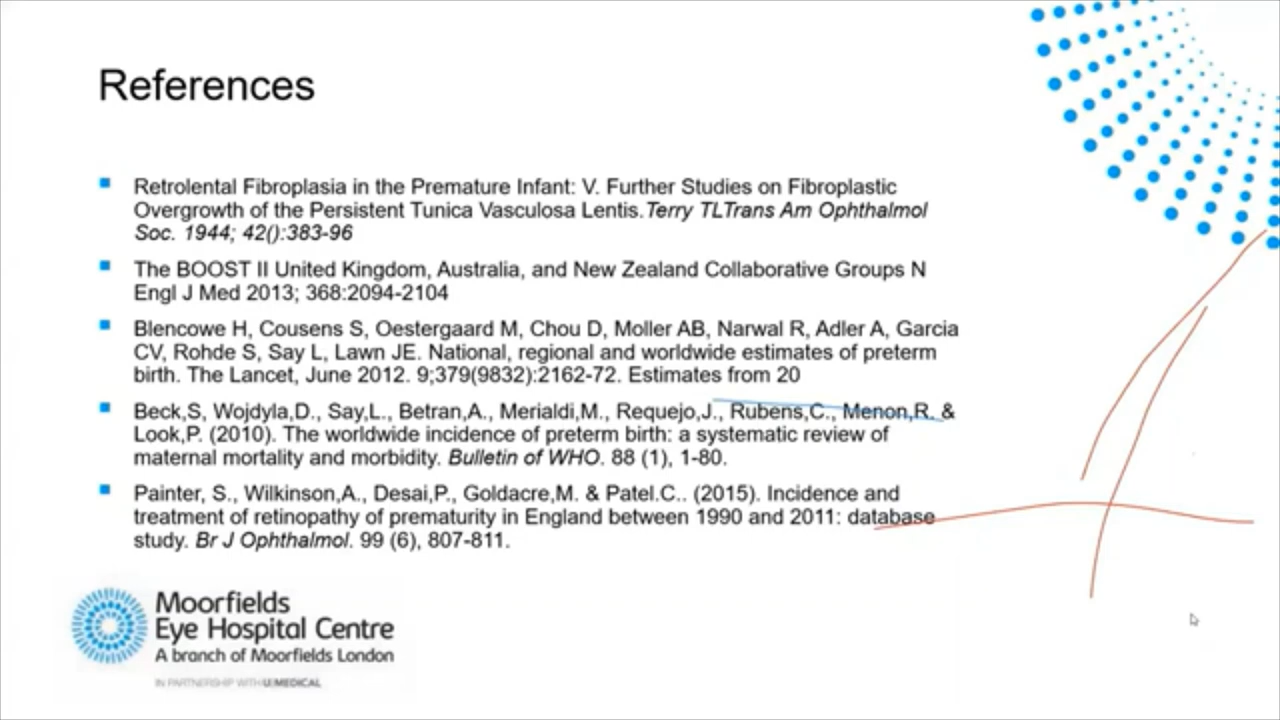 References
Retrolental Fibroplasia in the Premature Infant: V. Further Studies on Fibroplastic
Overgrowth of the Persistent Tunica Vasculosa Lentis.Terry TLTrans Am Ophthalmol
Soc. 1944; 42():383-96
The BOOST II United Kingdom, Australia, and New Zealand Collaborative Groups N
Engl J Med 2013; 368:2094-2104
Blencowe H, Cousens S, Oestergaard M, Chou D, Moller AB, Narwal R, Adler A, Garcia
CV, Rohde S, Say L, Lawn JE. National, regional and worldwide estimates of preterm
birth. The Lancet, June 2012. 9;379(9832):2162-72. Estimates from 20
Beck,S, Wojdyla,D., Say,L., Betran,A., Merialdi,M., Requejo,J., Rubens,C., Menon,R. &
Look,P. (2010). The worldwide incidence of preterm birth: a systematic review of
maternal mortality and morbidity. Bulletin of WHO. 88 (1), 1-80.
Painter, S., Wilkinson,A., Desai,P., Goldacre,M. & Patel.C.. (2015). Incidence and
treatment of retinopathy of prematurity in England between 1990 and 2011: database
study. Br J Ophthalmol. 99 (6), 807-811.
Moorfields
Eye Hospital Centre
A branch of Moorfields London
IN PARTNERSHIP WITH MEDICAL